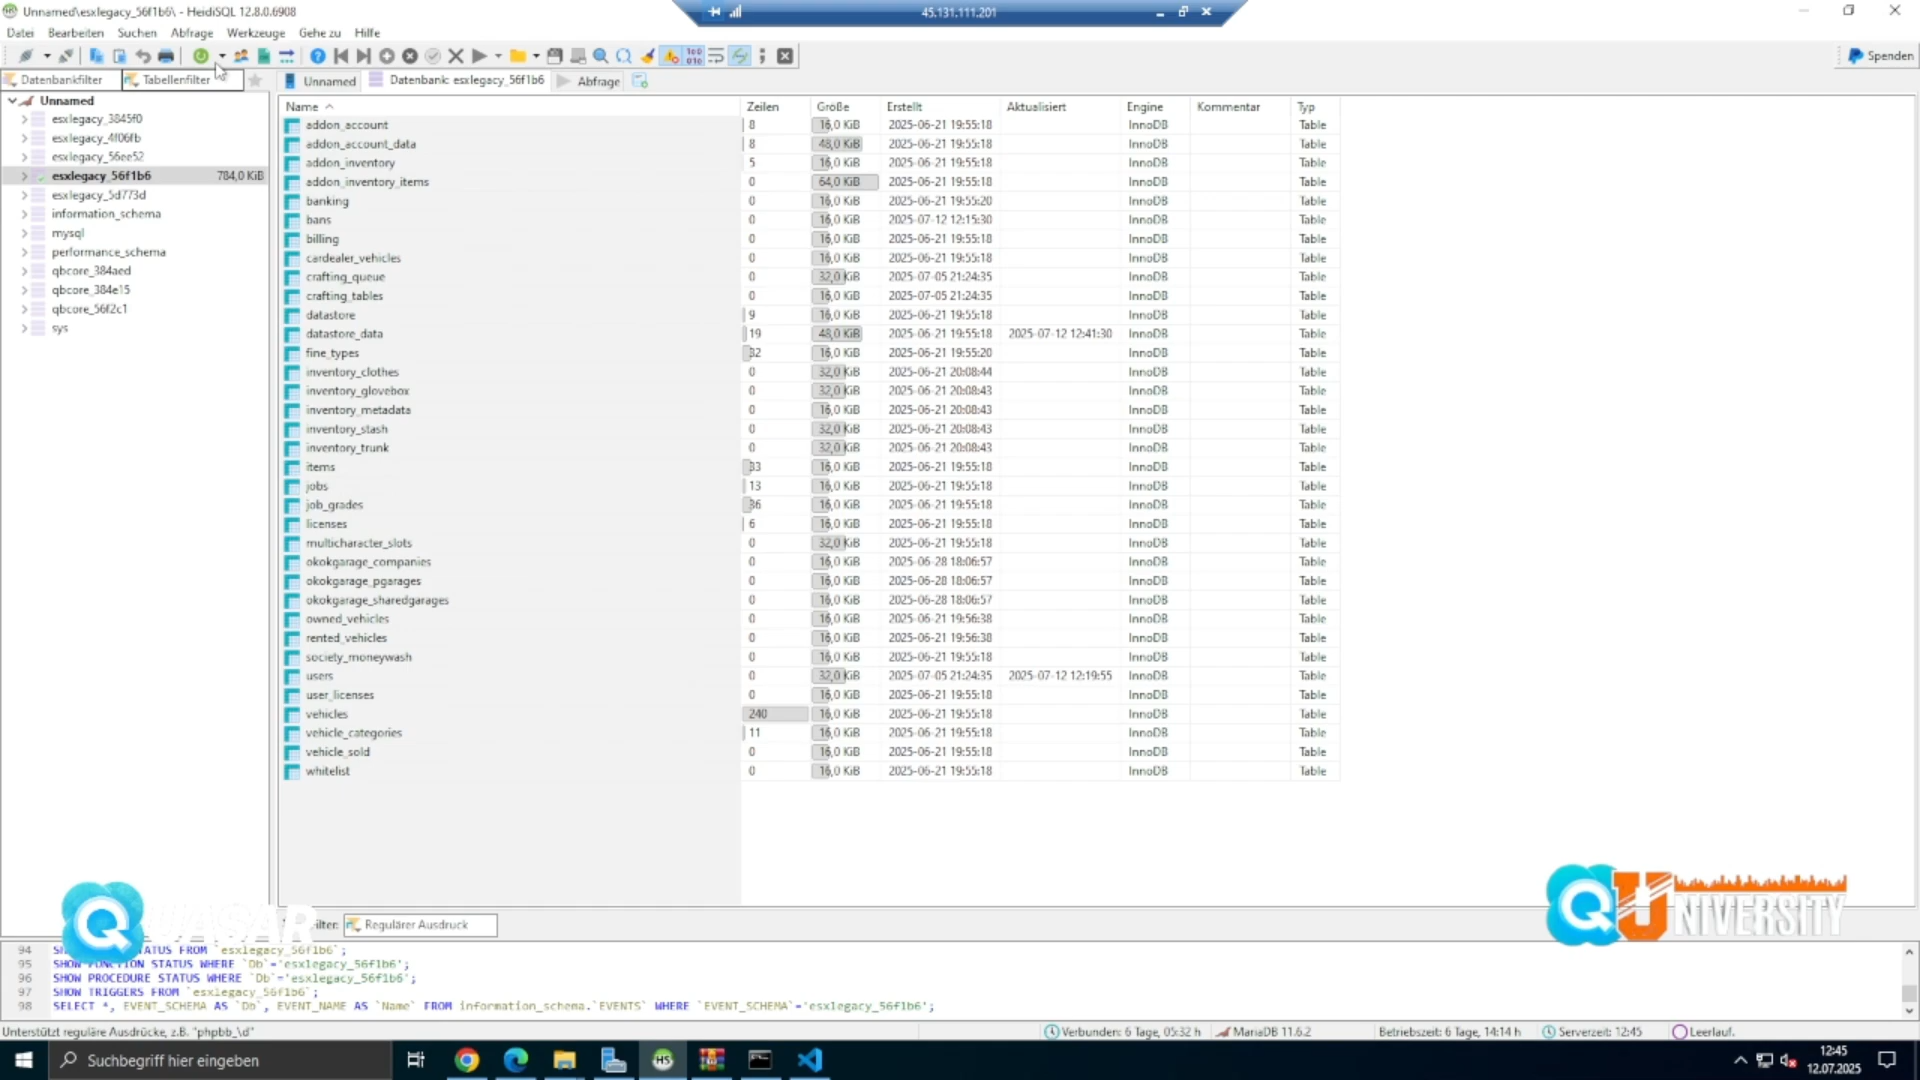 Unnamed\esxlegacy_56f1b6\ - HeidiSQL 12.8.0.6908
45.131.111.201
Datei Bearbeiten Suchen Abfrage Werkzeuge Gehe zu Hilfe
Spenden
Datenbankfilter Tabellenfilter Unnamed Datenbank: esxlegacy_56f1b6 Abfrage
Unnamed
esxlegacy_3845f0
esxlegacy_4f06fb
esxlegacy_56ee52
esxlegacy_56f1b6 784,0 KiB
esxlegacy_5d773d
information_schema
mysql
performance_schema
qbcore_384aed
qbcore_384e15
qbcore_56f2c1
sys
Name Zeilen Größe Erstellt Aktualisiert Engine Kommentar Typ
addon_account 8 16,0 KiB 2025-06-21 19:55:18 InnoDB Table
addon_account_data 8 48,0 KiB 2025-06-21 19:55:18 InnoDB Table
addon_inventory 5 16,0 KiB 2025-06-21 19:55:18 InnoDB Table
addon_inventory_items 0 64,0 KiB 2025-06-21 19:55:18 InnoDB Table
banking 0 16,0 KiB 2025-06-21 19:55:20 InnoDB Table
bans 0 16,0 KiB 2025-07-12 12:15:30 InnoDB Table
billing 0 16,0 KiB 2025-06-21 19:55:18 InnoDB Table
cardealer_vehicles 0 16,0 KiB 2025-06-21 19:55:18 InnoDB Table
crafting_queue 0 32,0 KiB 2025-07-05 21:24:35 InnoDB Table
crafting_tables 0 16,0 KiB 2025-07-05 21:24:35 InnoDB Table
datastore 9 16,0 KiB 2025-06-21 19:55:18 InnoDB Table
datastore_data 19 48,0 KiB 2025-06-21 19:55:18 2025-07-12 12:41:30 InnoDB Table
fine_types 32 16,0 KiB 2025-06-21 19:55:20 InnoDB Table
inventory_clothes 0 32,0 KiB 2025-06-21 20:08:44 InnoDB Table
inventory_glovebox 0 32,0 KiB 2025-06-21 20:08:43 InnoDB Table
inventory_metadata 0 16,0 KiB 2025-06-21 20:08:43 InnoDB Table
inventory_stash 0 32,0 KiB 2025-06-21 20:08:43 InnoDB Table
inventory_trunk 0 32,0 KiB 2025-06-21 20:08:43 InnoDB Table
items 33 16,0 KiB 2025-06-21 19:55:18 InnoDB Table
jobs 13 16,0 KiB 2025-06-21 19:55:18 InnoDB Table
job_grades 36 16,0 KiB 2025-06-21 19:55:18 InnoDB Table
licenses 6 16,0 KiB 2025-06-21 19:55:18 InnoDB Table
multicharacter_slots 0 32,0 KiB 2025-06-21 19:55:18 InnoDB Table
okokgarage_companies 0 16,0 KiB 2025-06-28 18:06:57 InnoDB Table
okokgarage_pgarages 0 16,0 KiB 2025-06-28 18:06:57 InnoDB Table
okokgarage_sharedgarages 0 16,0 KiB 2025-06-28 18:06:57 InnoDB Table
owned_vehicles 0 16,0 KiB 2025-06-21 19:56:38 InnoDB Table
rented_vehicles 0 16,0 KiB 2025-06-21 19:56:38 InnoDB Table
society_moneywash 0 16,0 KiB 2025-06-21 19:55:18 InnoDB Table
users 0 32,0 KiB 2025-07-05 21:24:35 2025-07-12 12:19:55 InnoDB Table
user_licenses 0 16,0 KiB 2025-06-21 19:55:18 InnoDB Table
vehicles 240 16,0 KiB 2025-06-21 19:55:18 InnoDB Table
vehicle_categories 11 16,0 KiB 2025-06-21 19:55:18 InnoDB Table
vehicle_sold 0 16,0 KiB 2025-06-21 19:55:18 InnoDB Table
whitelist 0 16,0 KiB 2025-06-21 19:55:18 InnoDB Table
QUASAR
QUNIVERSITY
Regulärer Ausdruck
94 STATUS FROM `esxlegacy_56f1b6`;
95 SHOW FUNCTION STATUS WHERE `Db`='esxlegacy_56f1b6';
96 SHOW PROCEDURE STATUS WHERE `Db`='esxlegacy_56f1b6';
97 SHOW TRIGGERS FROM `esxlegacy_56f1b6`;
98 SELECT *, EVENT_SCHEMA AS `Db`, EVENT_NAME AS `Name` FROM information_schema.`EVENTS` WHERE `EVENT_SCHEMA`='esxlegacy_56f1b6';
Unterstützt reguläre Ausdrücke, z.B. "phpbb_\d" Verbunden: 6 Tage, 05:32 h MariaDB 11.6.2 Betriebszeit: 6 Tage, 14:14 h Serverzeit: 12:45 Leerlauf.
Suchbegriff hier eingeben
HS
12:45
12.07.2025